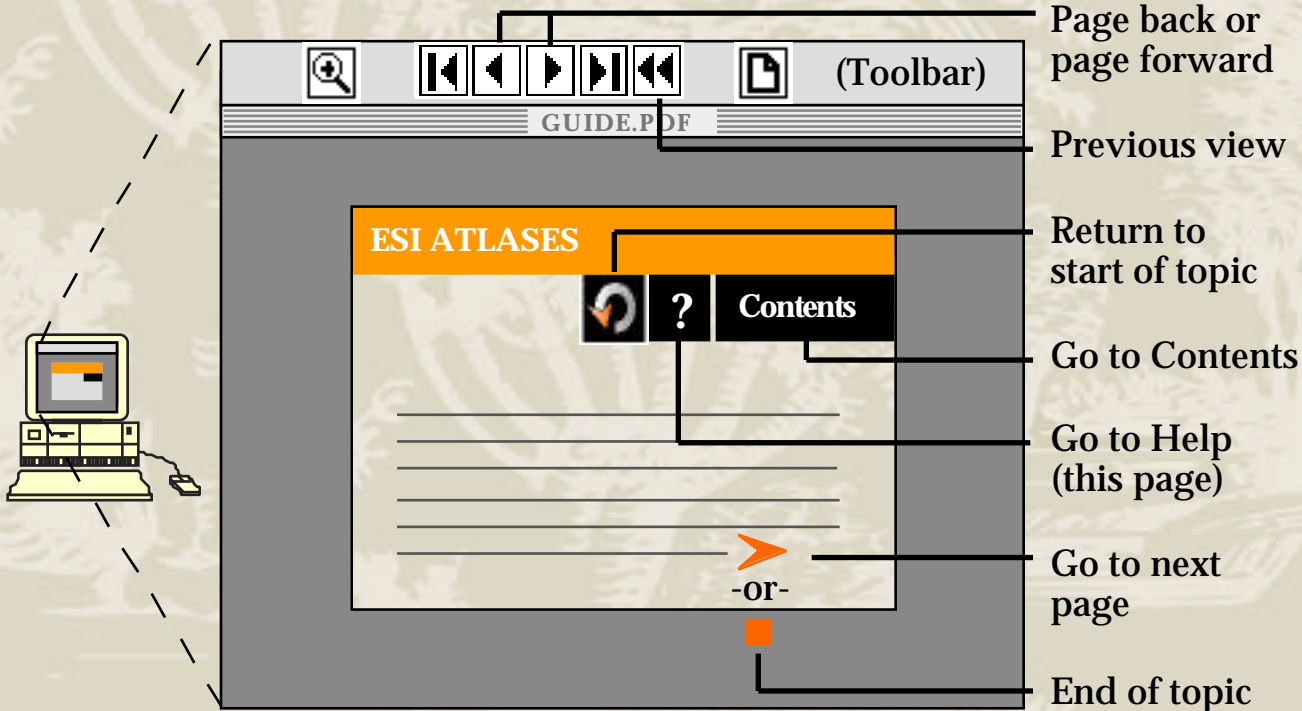 Page back or
page forward
(Toolbar)
GUIDE.PDF
Previous view
ESI ATLASES
Return to
start of topic
? Contents
Go to Contents
Go to Help
(this page)
Go to next
page
-or-
End of topic